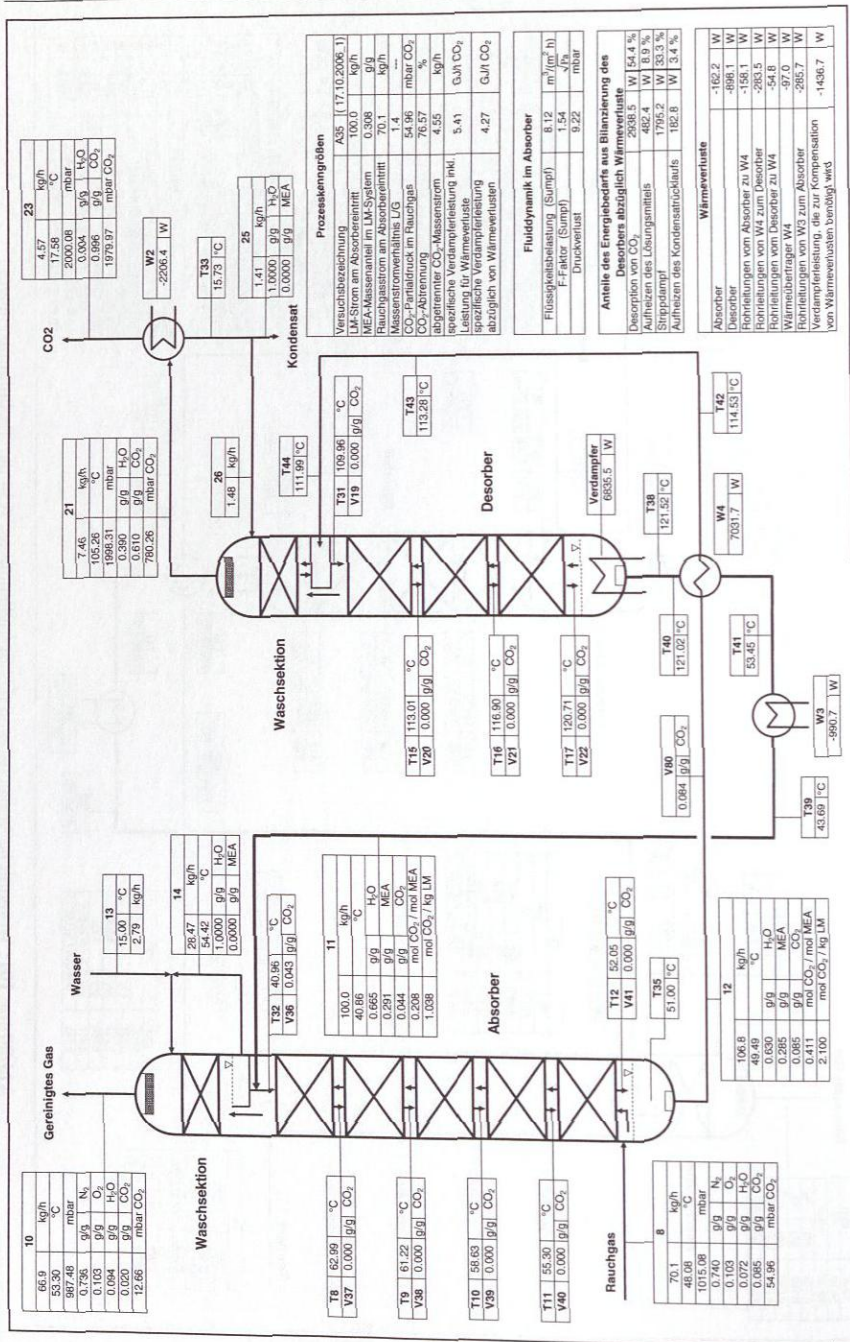 23
4.57 kg/h
17.58 °C
2000.08 mbar
0.004 g/g H₂O
0.996 g/g CO₂
1979.97 mbar CO₂
CO2
W2
-2206.4 W
T33
15.73 °C
25
1.41 kg/h
1.0000 g/g H₂O
0.0000 g/g MEA
Kondensat
21
7.46 kg/h
105.26 °C
1998.31 mbar
0.390 g/g H₂O
0.610 g/g CO₂
780.26 mbar CO₂
26
1.48 kg/h
T44
111.99 °C
T31 109.96 °C
V19 0.000 g/g CO₂
T43
113.28 °C
Desorber
Waschsektion
Verdampfer
6835.5 W
T38
121.52 °C
W4
7031.7 W
T42
114.53 °C
T15 113.01 °C
V20 0.000 g/g CO₂
T16 116.90 °C
V21 0.000 g/g CO₂
T17 120.71 °C
V22 0.000 g/g CO₂
T40
121.02 °C
T41
53.45 °C
V80
0.084 g/g CO₂
W3
-990.7 W
T39
43.69 °C
Gereinigtes Gas
Wasser
13
15.00 °C
2.79 kg/h
14
28.47 kg/h
54.42 °C
1.0000 g/g H₂O
0.0000 g/g MEA
T32 40.96 °C
V36 0.043 g/g CO₂
11
100.0 kg/h
40.86 °C
0.665 g/g H₂O
0.291 g/g MEA
0.044 g/g CO₂
0.208 mol CO₂ / mol MEA
1.038 mol CO₂ / kg LM
Absorber
T12 52.05 °C
V41 0.000 g/g CO₂
T35
51.00 °C
12
106.8 kg/h
49.49 °C
0.630 g/g H₂O
0.285 g/g MEA
0.085 g/g CO₂
0.411 mol CO₂ / mol MEA
2.100 mol CO₂ / kg LM
10
66.9 kg/h
53.30 °C
987.48 mbar
0.736 g/g N₂
0.103 g/g O₂
0.094 g/g H₂O
0.020 g/g CO₂
12.66 mbar CO₂
Waschsektion
T8 62.99 °C
V37 0.000 g/g CO₂
T9 61.22 °C
V38 0.000 g/g CO₂
T10 58.63 °C
V39 0.000 g/g CO₂
T11 55.30 °C
V40 0.000 g/g CO₂
Rauchgas
8
70.1 kg/h
48.08 °C
1015.08 mbar
0.740 g/g N₂
0.103 g/g O₂
0.072 g/g H₂O
0.085 g/g CO₂
54.96 mbar CO₂
Prozesskenngrößen
Versuchsbezeichnung A35 (17.10.2006_1)
LM-Strom am Absorbereintritt 100.0 kg/h
MEA-Massenanteil im LM-System 0.308 g/g
Rauchgasstrom am Absorbereintritt 70.1 kg/h
Massenstromverhältnis L/G 1.4 ---
CO₂-Partialdruck im Rauchgas 54.96 mbar CO₂
CO₂-Abtrennung 76.57 %
abgetrennter CO₂-Massenstrom 4.55 kg/h
spezifische Verdampferleistung inkl.
Leistung für Wärmeverluste 5.41 GJ/t CO₂
spezifische Verdampferleistung
abzüglich von Wärmeverlusten 4.27 GJ/t CO₂
Fluiddynamik im Absorber
Flüssigkeitsbelastung (Sumpf) 8.12 m³/(m² h)
F-Faktor (Sumpf) 1.54 √Pa
Druckverlust 9.22 mbar
Anteile des Energiebedarfs aus Bilanzierung des
Desorbers abzüglich Wärmeverluste
Desorption von CO₂ 2938.5 W 54.4 %
Aufheizen des Lösungsmittels 482.4 W 8.9 %
Strippdampf 1795.2 W 33.3 %
Aufheizen des Kondensatrücklaufs 182.8 W 3.4 %
Wärmeverluste
Absorber -162.2 W
Desorber -898.1 W
Rohrleitungen vom Absorber zu W4 -158.1 W
Rohrleitungen von W4 zum Desorber -283.5 W
Rohrleitungen vom Desorber zu W4 -54.8 W
Wärmeübertrager W4 -97.0 W
Rohrleitungen von W3 zum Absorber -285.7 W
Verdampferleistung, die zur Kompensation
von Wärmeverlusten benötigt wird -1436.7 W